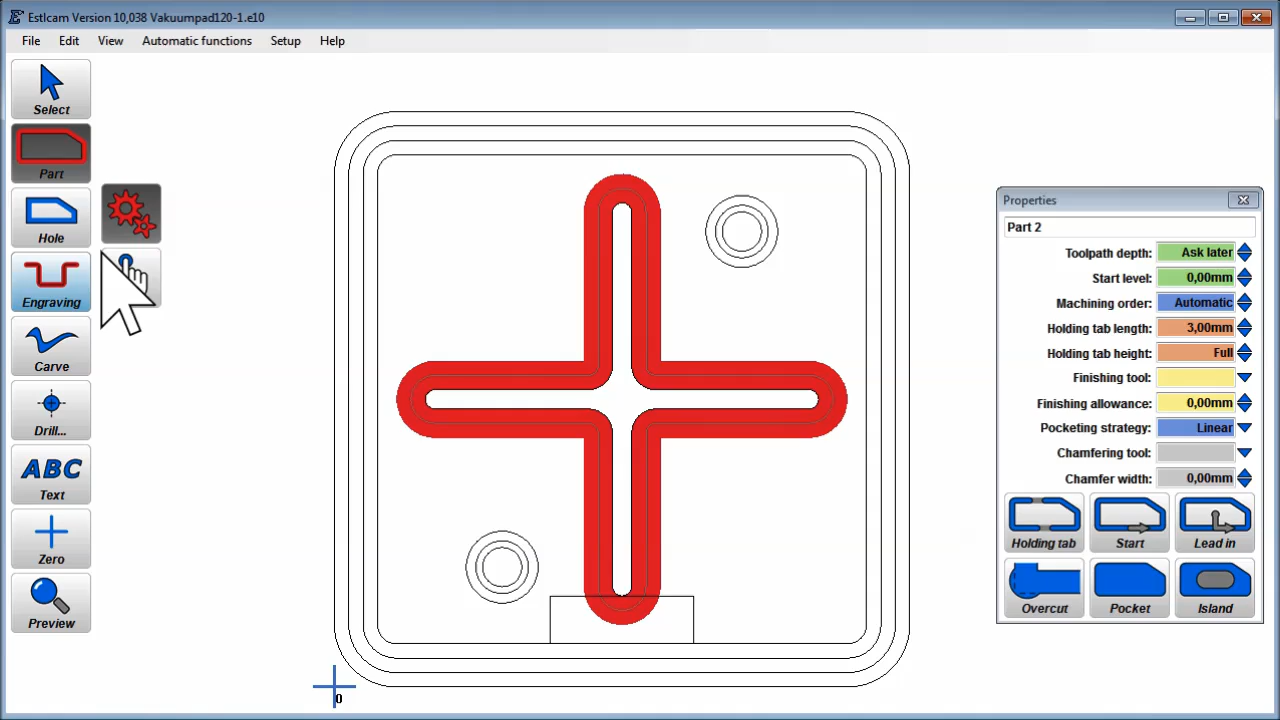 Estlcam Version 10,038 Vakuumpad120-1.e10
File Edit View Automatic functions Setup Help
Select
Part
Hole
Engraving
Carve
Drill...
ABC
Text
Zero
Preview
0
Properties
Part 2
Toolpath depth: Ask later
Start level: 0,00mm
Machining order: Automatic
Holding tab length: 3,00mm
Holding tab height: Full
Finishing tool:
Finishing allowance: 0,00mm
Pocketing strategy: Linear
Chamfering tool:
Chamfer width: 0,00mm
Holding tab Start Lead in
Overcut Pocket Island